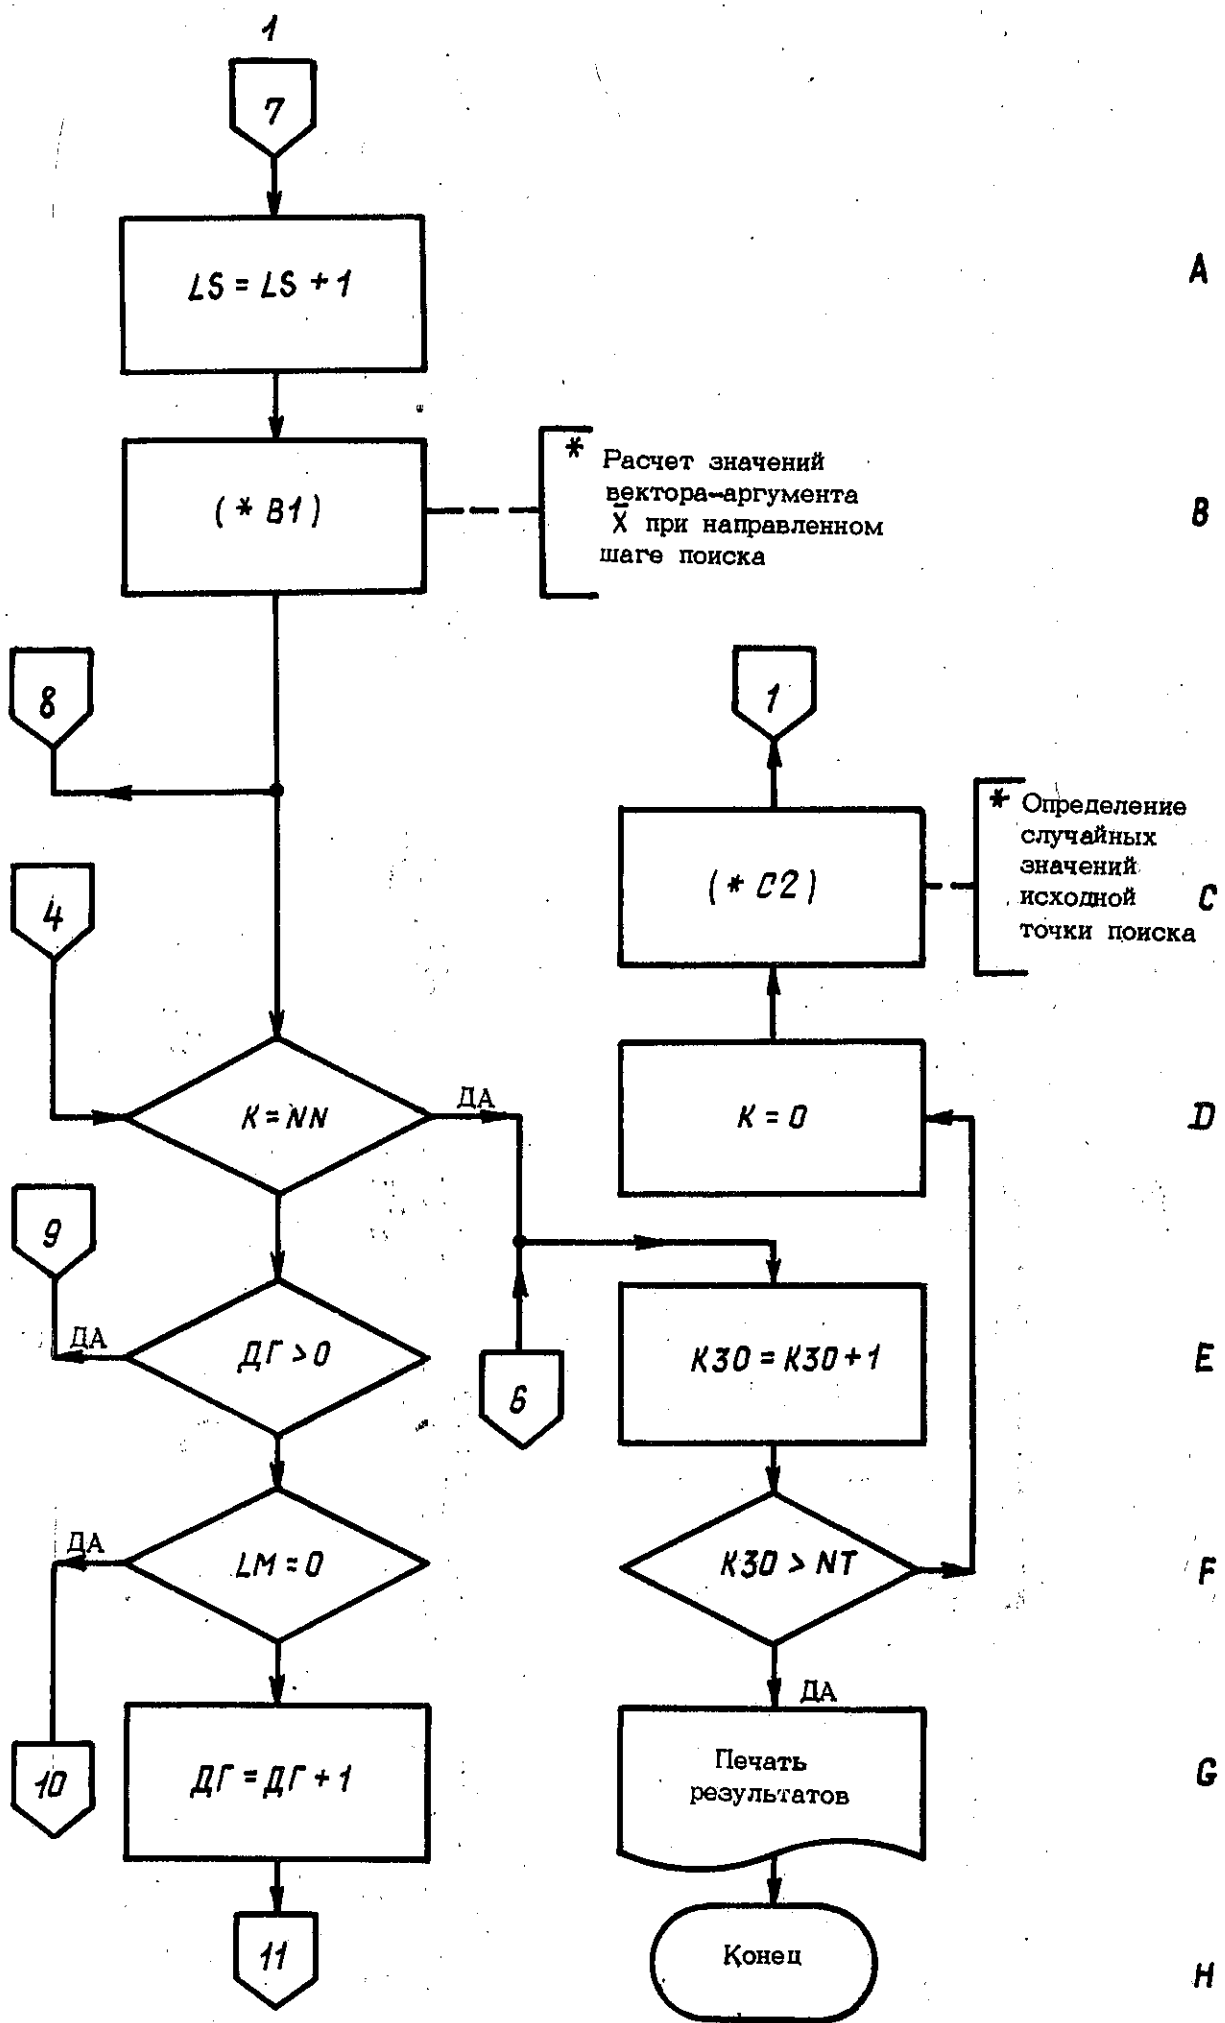 1
7
LS = LS + 1
A
(* B1)
* Расчет значений
вектора-аргумента
X̄ при направленном
шаге поиска
B
8
1
4
(* C2)
* Определение
случайных
значений
исходной
точки поиска
C
K = NN
ДА
K = 0
D
9
ДА
ДГ > 0
6
K30 = K30 + 1
E
ДА
LM = 0
K30 > NT
F
ДА
10
ДГ = ДГ + 1
Печать
результатов
G
11
Конец
H